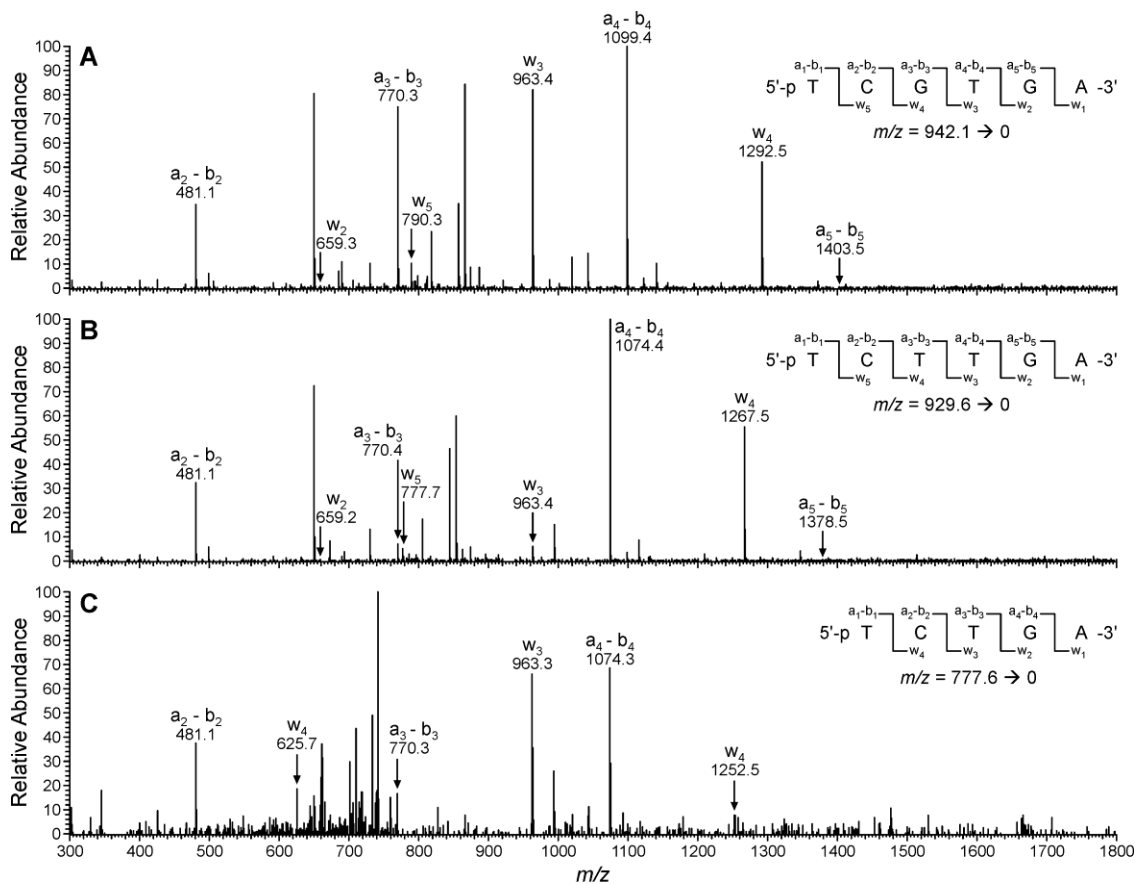 A
Relative Abundance
100
90
80
70
60
50
40
30
20
10
0
a2 - b2
481.1
w2
659.3
a3 - b3
770.3
w5
790.3
w3
963.4
a4 - b4
1099.4
w4
1292.5
a5 - b5
1403.5
a1-b1 a2-b2 a3-b3 a4-b4 a5-b5
5'-p T C G T G A -3'
w5 w4 w3 w2 w1
m/z = 942.1 → 0
B
Relative Abundance
100
90
80
70
60
50
40
30
20
10
0
a2 - b2
481.1
w2
659.2
a3 - b3
770.4
w5
777.7
w3
963.4
a4 - b4
1074.4
w4
1267.5
a5 - b5
1378.5
a1-b1 a2-b2 a3-b3 a4-b4 a5-b5
5'-p T C T T G A -3'
w5 w4 w3 w2 w1
m/z = 929.6 → 0
C
Relative Abundance
100
90
80
70
60
50
40
30
20
10
0
a2 - b2
481.1
w4
625.7
a3 - b3
770.3
w3
963.3
a4 - b4
1074.3
w4
1252.5
a1-b1 a2-b2 a3-b3 a4-b4
5'-p T C T G A -3'
w4 w3 w2 w1
m/z = 777.6 → 0
300 400 500 600 700 800 900 1000 1100 1200 1300 1400 1500 1600 1700 1800
m/z